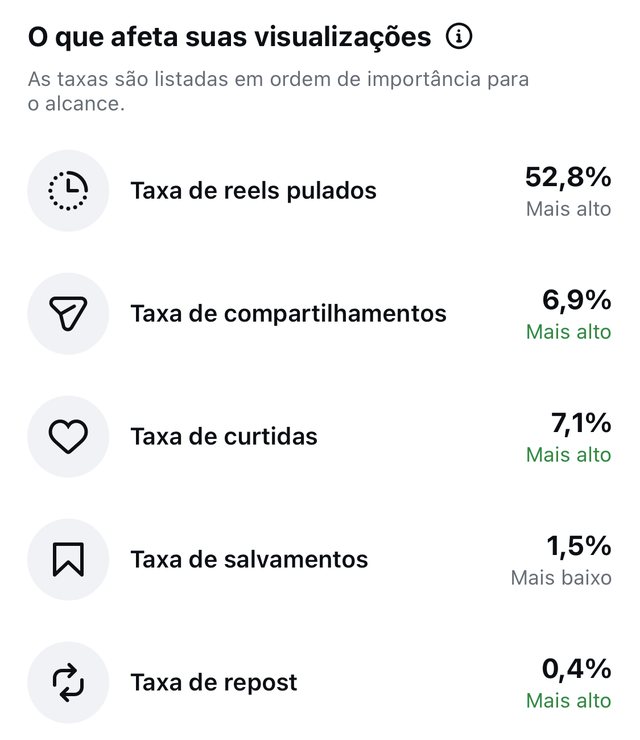 O que afeta suas visualizações
As taxas são listadas em ordem de importância para
o alcance.
Taxa de reels pulados
52,8%
Mais alto
Taxa de compartilhamentos
6,9%
Mais alto
Taxa de curtidas
7,1%
Mais alto
Taxa de salvamentos
1,5%
Mais baixo
Taxa de repost
0,4%
Mais alto